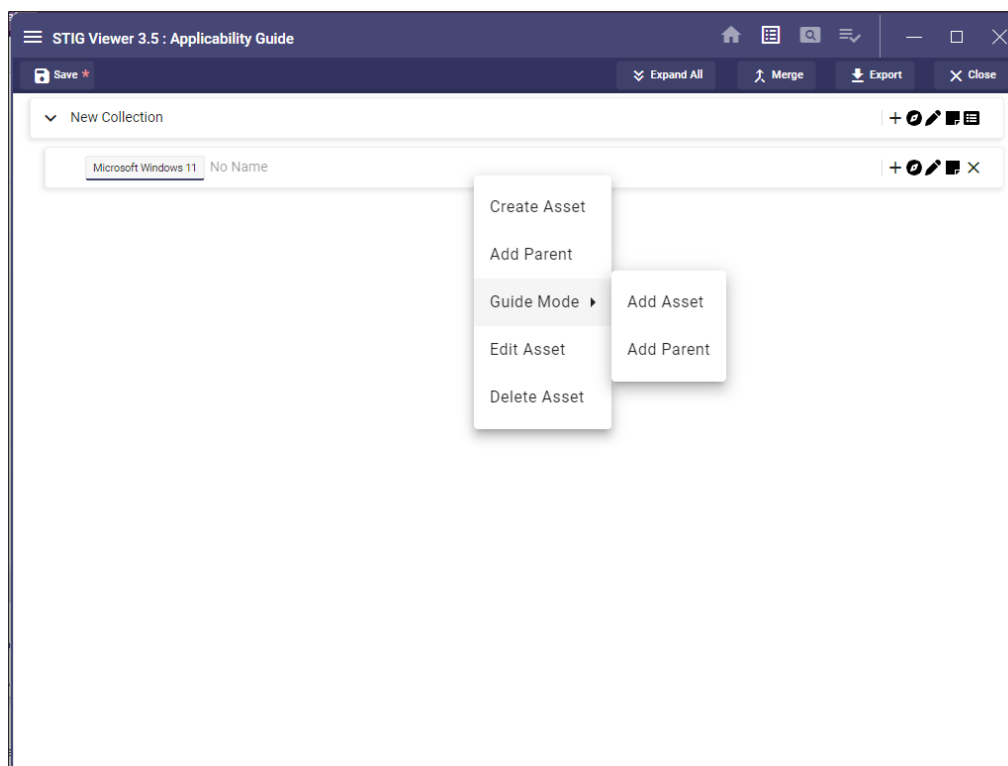 STIG Viewer 3.5 : Applicability Guide
Save * Expand All Merge Export Close
New Collection
Microsoft Windows 11 No Name
Create Asset
Add Parent
Guide Mode
Add Asset
Add Parent
Edit Asset
Delete Asset